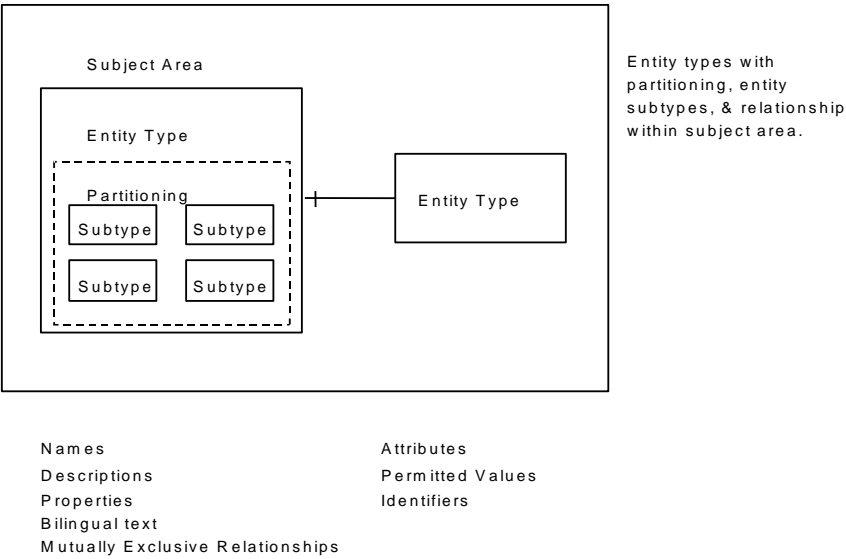 Subject Area
Entity Type
Partitioning
Subtype Subtype
Subtype Subtype
Entity Type
Entity types with
partitioning, entity
subtypes, & relationship
within subject area.
Names
Descriptions
Properties
Bilingual text
Mutually Exclusive Relationships
Attributes
Permitted Values
Identifiers